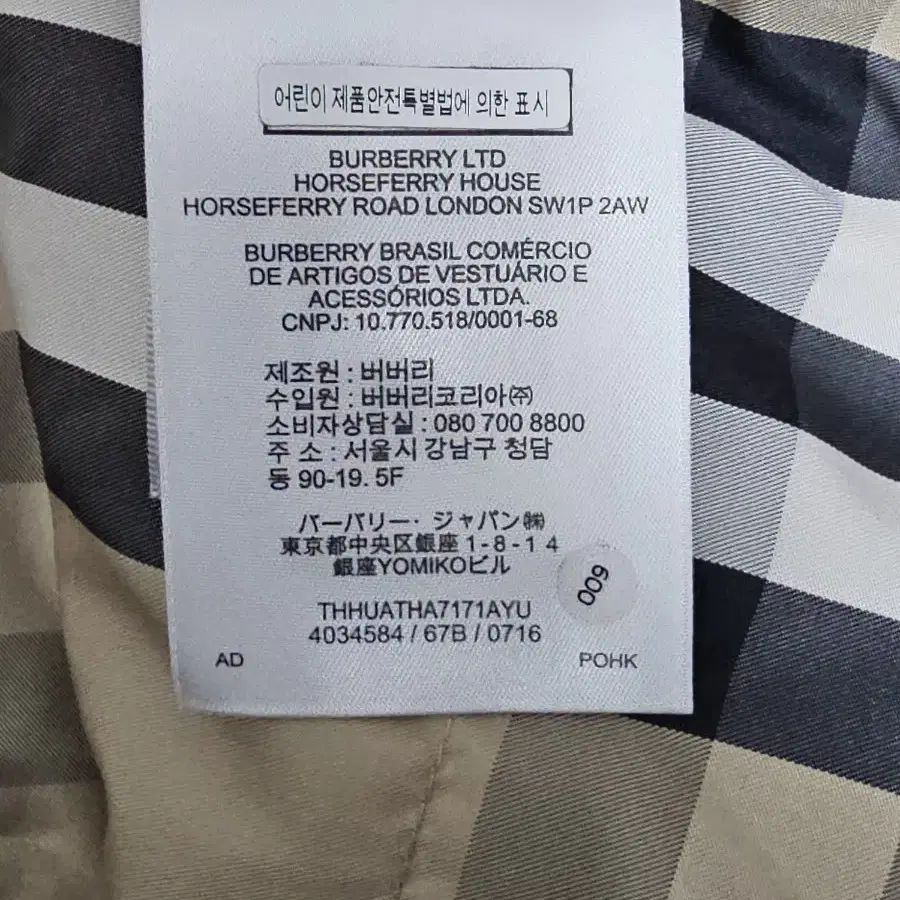 어린이 제품안전특별법에 의한 표시
BURBERRY LTD
HORSEFERRY HOUSE
HORSEFERRY ROAD LONDON SW1P 2AW
BURBERRY BRASIL COMÉRCIO
DE ARTIGOS DE VESTUÁRIO E
ACESSÓRIOS LTDA.
CNPJ: 10.770.518/0001-68
제조원 : 버버리
수입원 : 버버리코리아㈜
소비자상담실 : 080 700 8800
주 소 : 서울시 강남구 청담
동 90-19. 5F
バーバリー・ジャパン㈱
東京都中央区銀座 1 - 8 - 1 4
銀座YOMIKOビル
009
THHUATHA7171AYU
4034584 / 67B / 0716
AD
POHK